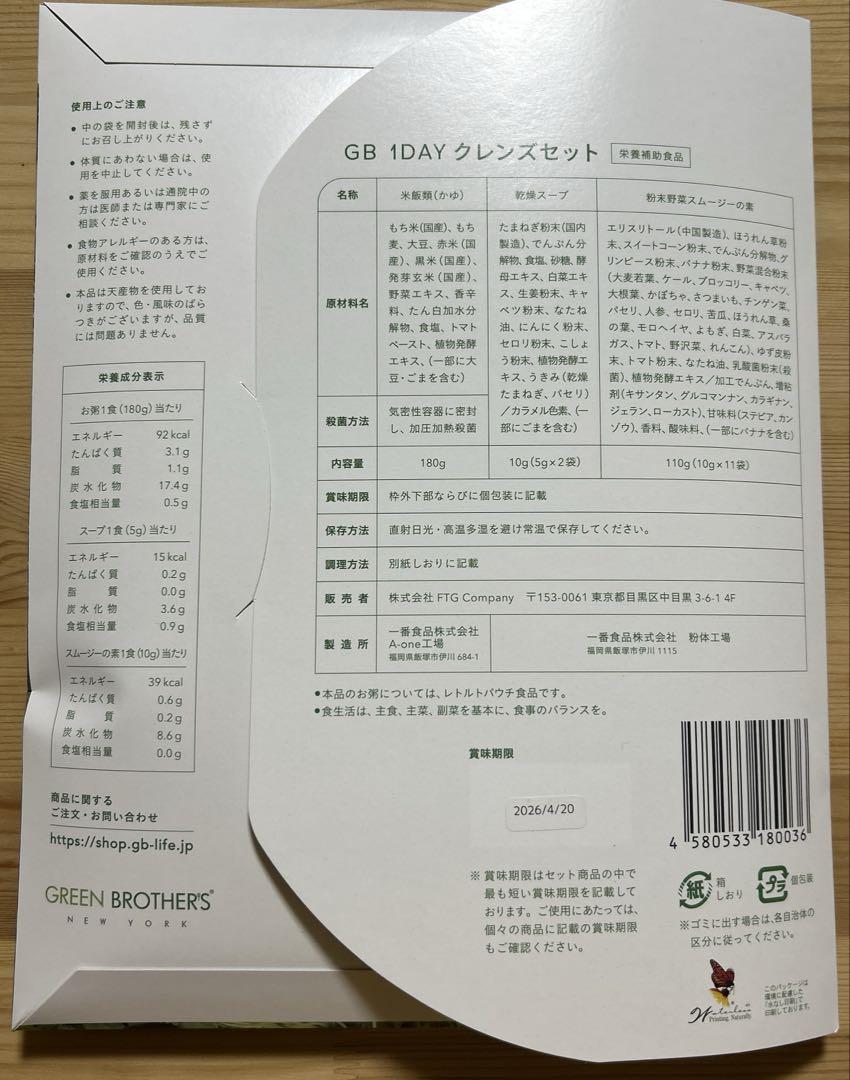 使用上のご注意
• 中の袋を開封後は、残さず
にお召し上がりください。
• 体質にあわない場合は、使
用を中止してください。
• 薬を服用あるいは通院中の
方は医師または専門家にご
相談ください。
• 食物アレルギーのある方は、
原材料をご確認のうえでご
使用ください。
• 本品は天産物を使用してお
りますので、色・風味のばら
つきがございますが、品質
には問題ありません。
栄養成分表示
お粥1食(180g)当たり
エネルギー 92kcal
たんぱく質 3.1g
脂質 1.1g
炭水化物 17.4g
食塩相当量 0.5g
スープ1食(5g)当たり
エネルギー 15kcal
たんぱく質 0.2g
脂質 0.0g
炭水化物 3.6g
食塩相当量 0.9g
スムージーの素1食(10g)当たり
エネルギー 39kcal
たんぱく質 0.6g
脂質 0.2g
炭水化物 8.6g
食塩相当量 0.0g
商品に関する
ご注文・お問い合わせ
https://shop.gb-life.jp
GREEN BROTHER'S®
NEW YORK
GB 1DAY クレンズセット 栄養補助食品
名称 米飯類(かゆ) 乾燥スープ 粉末野菜スムージーの素
原材料名
もち米(国産)、もち
麦、大豆、赤米(国
産)、黒米(国産)、
発芽玄米(国産)、
野菜エキス、香辛
料、たん白加水分
解物、食塩、トマト
ペースト、植物発酵
エキス、(一部に大
豆・ごまを含む)
たまねぎ粉末(国内
製造)、でんぷん分
解物、食塩、砂糖、酵
母エキス、白菜エキ
ス、生姜粉末、キャ
ベツ粉末、なたね
油、にんにく粉末、
セロリ粉末、こしょ
う粉末、植物発酵エ
キス、うきみ(乾燥
たまねぎ、パセリ)
/カラメル色素、(一
部にごまを含む)
エリスリトール(中国製造)、ほうれん草粉
末、スイートコーン粉末、でんぷん分解物、グ
リンピース粉末、バナナ粉末、野菜混合粉末
(大麦若葉、ケール、ブロッコリー、キャベツ、
大根葉、かぼちゃ、さつまいも、チンゲン菜、
パセリ、人参、セロリ、苦瓜、ほうれん草、桑
の葉、モロヘイヤ、よもぎ、白菜、アスパラ
ガス、トマト、野沢菜、れんこん)、ゆず皮粉
末、トマト粉末、なたね油、乳酸菌粉末(殺
菌)、植物発酵エキス/加工でんぷん、増粘
剤(キサンタン、グルコマンナン、カラギナン、
ジェラン、ローカスト)、甘味料(ステビア、カン
ゾウ)、香料、酸味料、(一部にバナナを含む)
殺菌方法
気密性容器に密封
し、加圧加熱殺菌
内容量 180g 10g(5g×2袋) 110g(10g×11袋)
賞味期限 枠外下部ならびに個包装に記載
保存方法 直射日光・高温多湿を避け常温で保存してください。
調理方法 別紙しおりに記載
販売者 株式会社 FTG Company 〒153-0061 東京都目黒区中目黒 3-6-1 4F
製造所
一番食品株式会社
A-one工場
福岡県飯塚市伊川 684-1
一番食品株式会社 粉体工場
福岡県飯塚市伊川 1115
●本品のお粥については、レトルトパウチ食品です。
●食生活は、主食、主菜、副菜を基本に、食事のバランスを。
賞味期限
2026/4/20
※賞味期限はセット商品の中で
最も短い賞味期限を記載して
おります。ご使用にあたっては、
個々の商品に記載の賞味期限
もご確認ください。
4 580533 180036
紙 箱
しおり
プラ 個包装
※ゴミに出す場合は、各自治体の
区分に従ってください。
Waterless
Printing. Naturally.
このパッケージは
環境に配慮した
「水なし印刷」で
印刷しております。